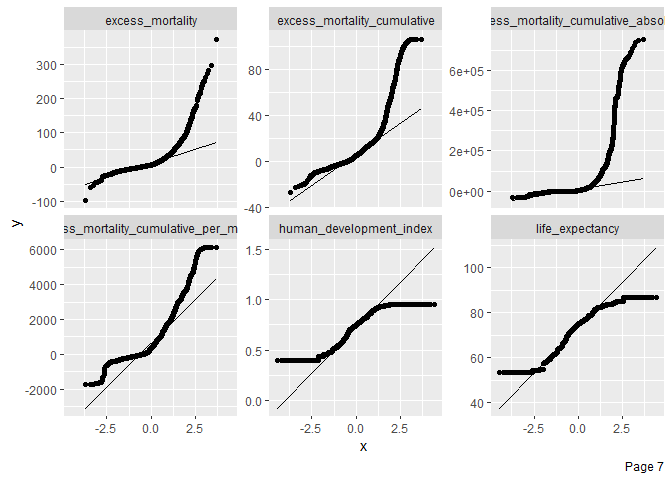 excess_mortality
excess_mortality_cumulative
ess_mortality_cumulative_absol
300
200
100
0
-100
80
40
0
-40
6e+05
4e+05
2e+05
0e+00
y
ss_mortality_cumulative_per_m
human_development_index
life_expectancy
6000
4000
2000
0
-2000
1.5
1.0
0.5
0.0
100
80
60
40
-2.5 0.0 2.5
-2.5 0.0 2.5
-2.5 0.0 2.5
x
Page 7